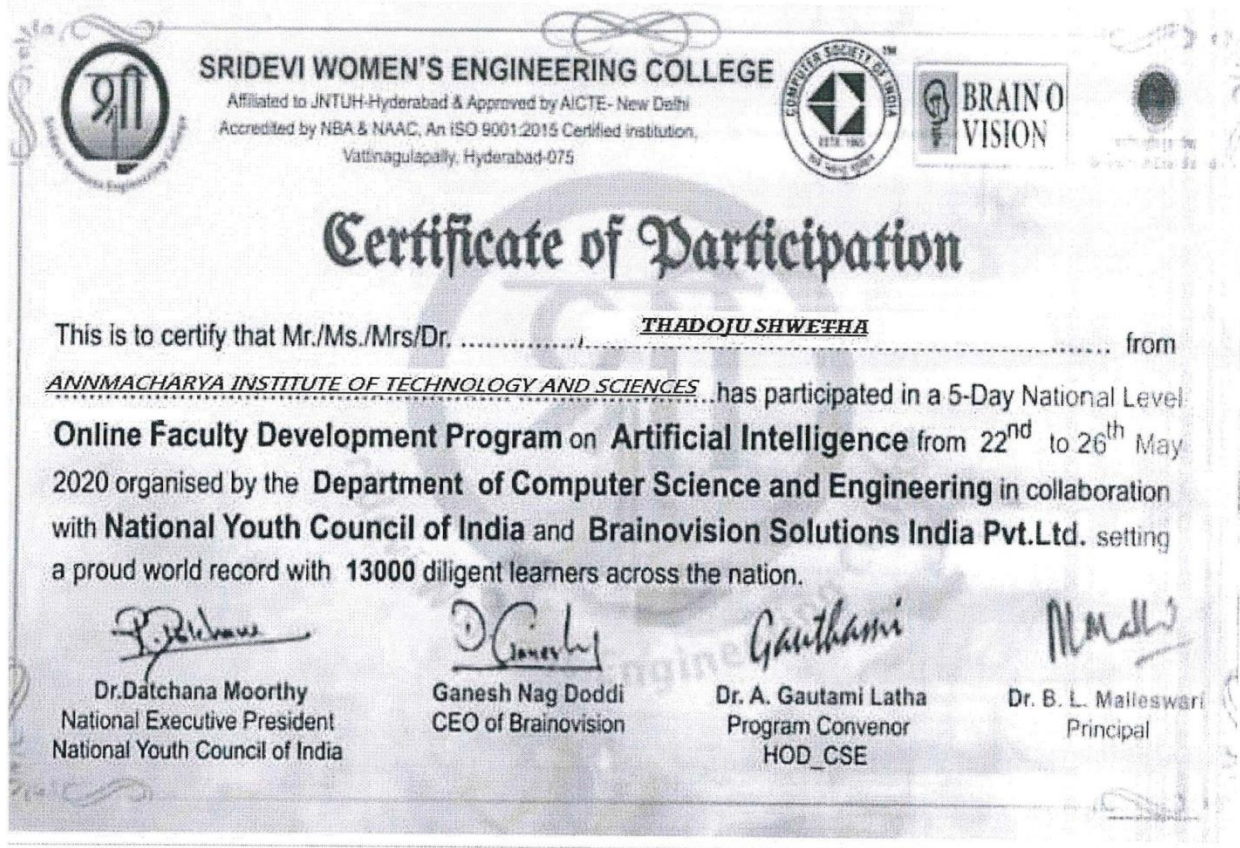 SRIDEVI WOMEN'S ENGINEERING COLLEGE
Affiliated to JNTUH-Hyderabad & Approved by AICTE- New Delhi
Accredited by NBA & NAAC, An ISO 9001:2015 Certified institution,
Vattinagulapally, Hyderabad-075
श्री
COMPUTER SOCIETY OF INDIA
ESTD. 1965
BRAIN O
VISION
Certificate of Participation
This is to certify that Mr./Ms./Mrs/Dr. THADOJU SHWETHA from
ANNMACHARYA INSTITUTE OF TECHNOLOGY AND SCIENCES has participated in a 5-Day National Level
Online Faculty Development Program on Artificial Intelligence from 22nd to 26th May
2020 organised by the Department of Computer Science and Engineering in collaboration
with National Youth Council of India and Brainovision Solutions India Pvt.Ltd. setting
a proud world record with 13000 diligent learners across the nation.
Gauthami
Dr.Datchana Moorthy
National Executive President
National Youth Council of India
Ganesh Nag Doddi
CEO of Brainovision
Dr. A. Gautami Latha
Program Convenor
HOD_CSE
Dr. B. L. Malleswari
Principal